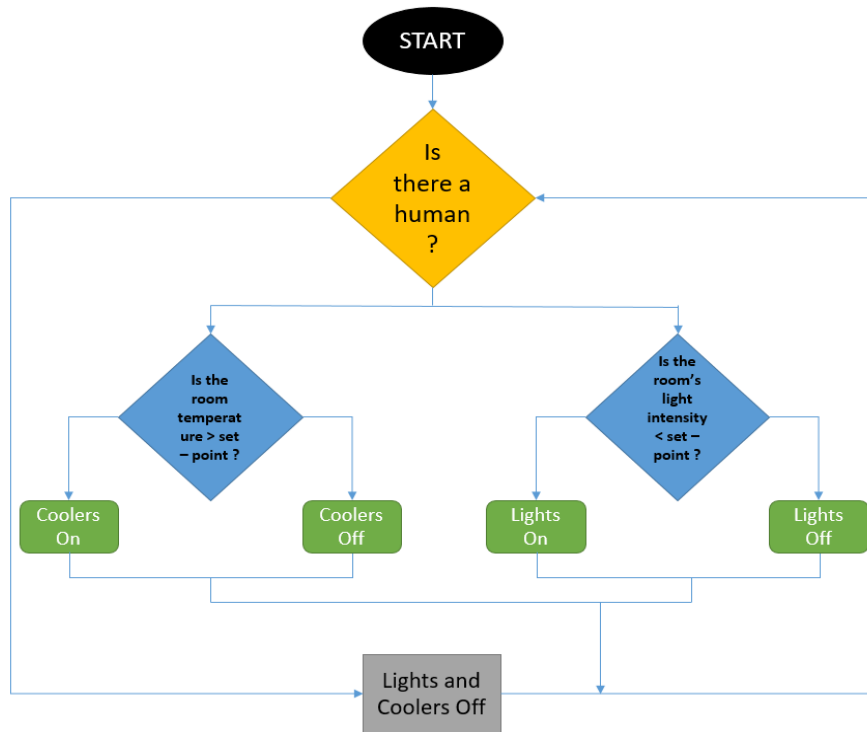 START
Is
there a
human
?
Is the
room
temperat
ure > set
– point ?
Is the
room's
light
intensity
< set –
point ?
Coolers
On
Coolers
Off
Lights
On
Lights
Off
Lights and
Coolers Off